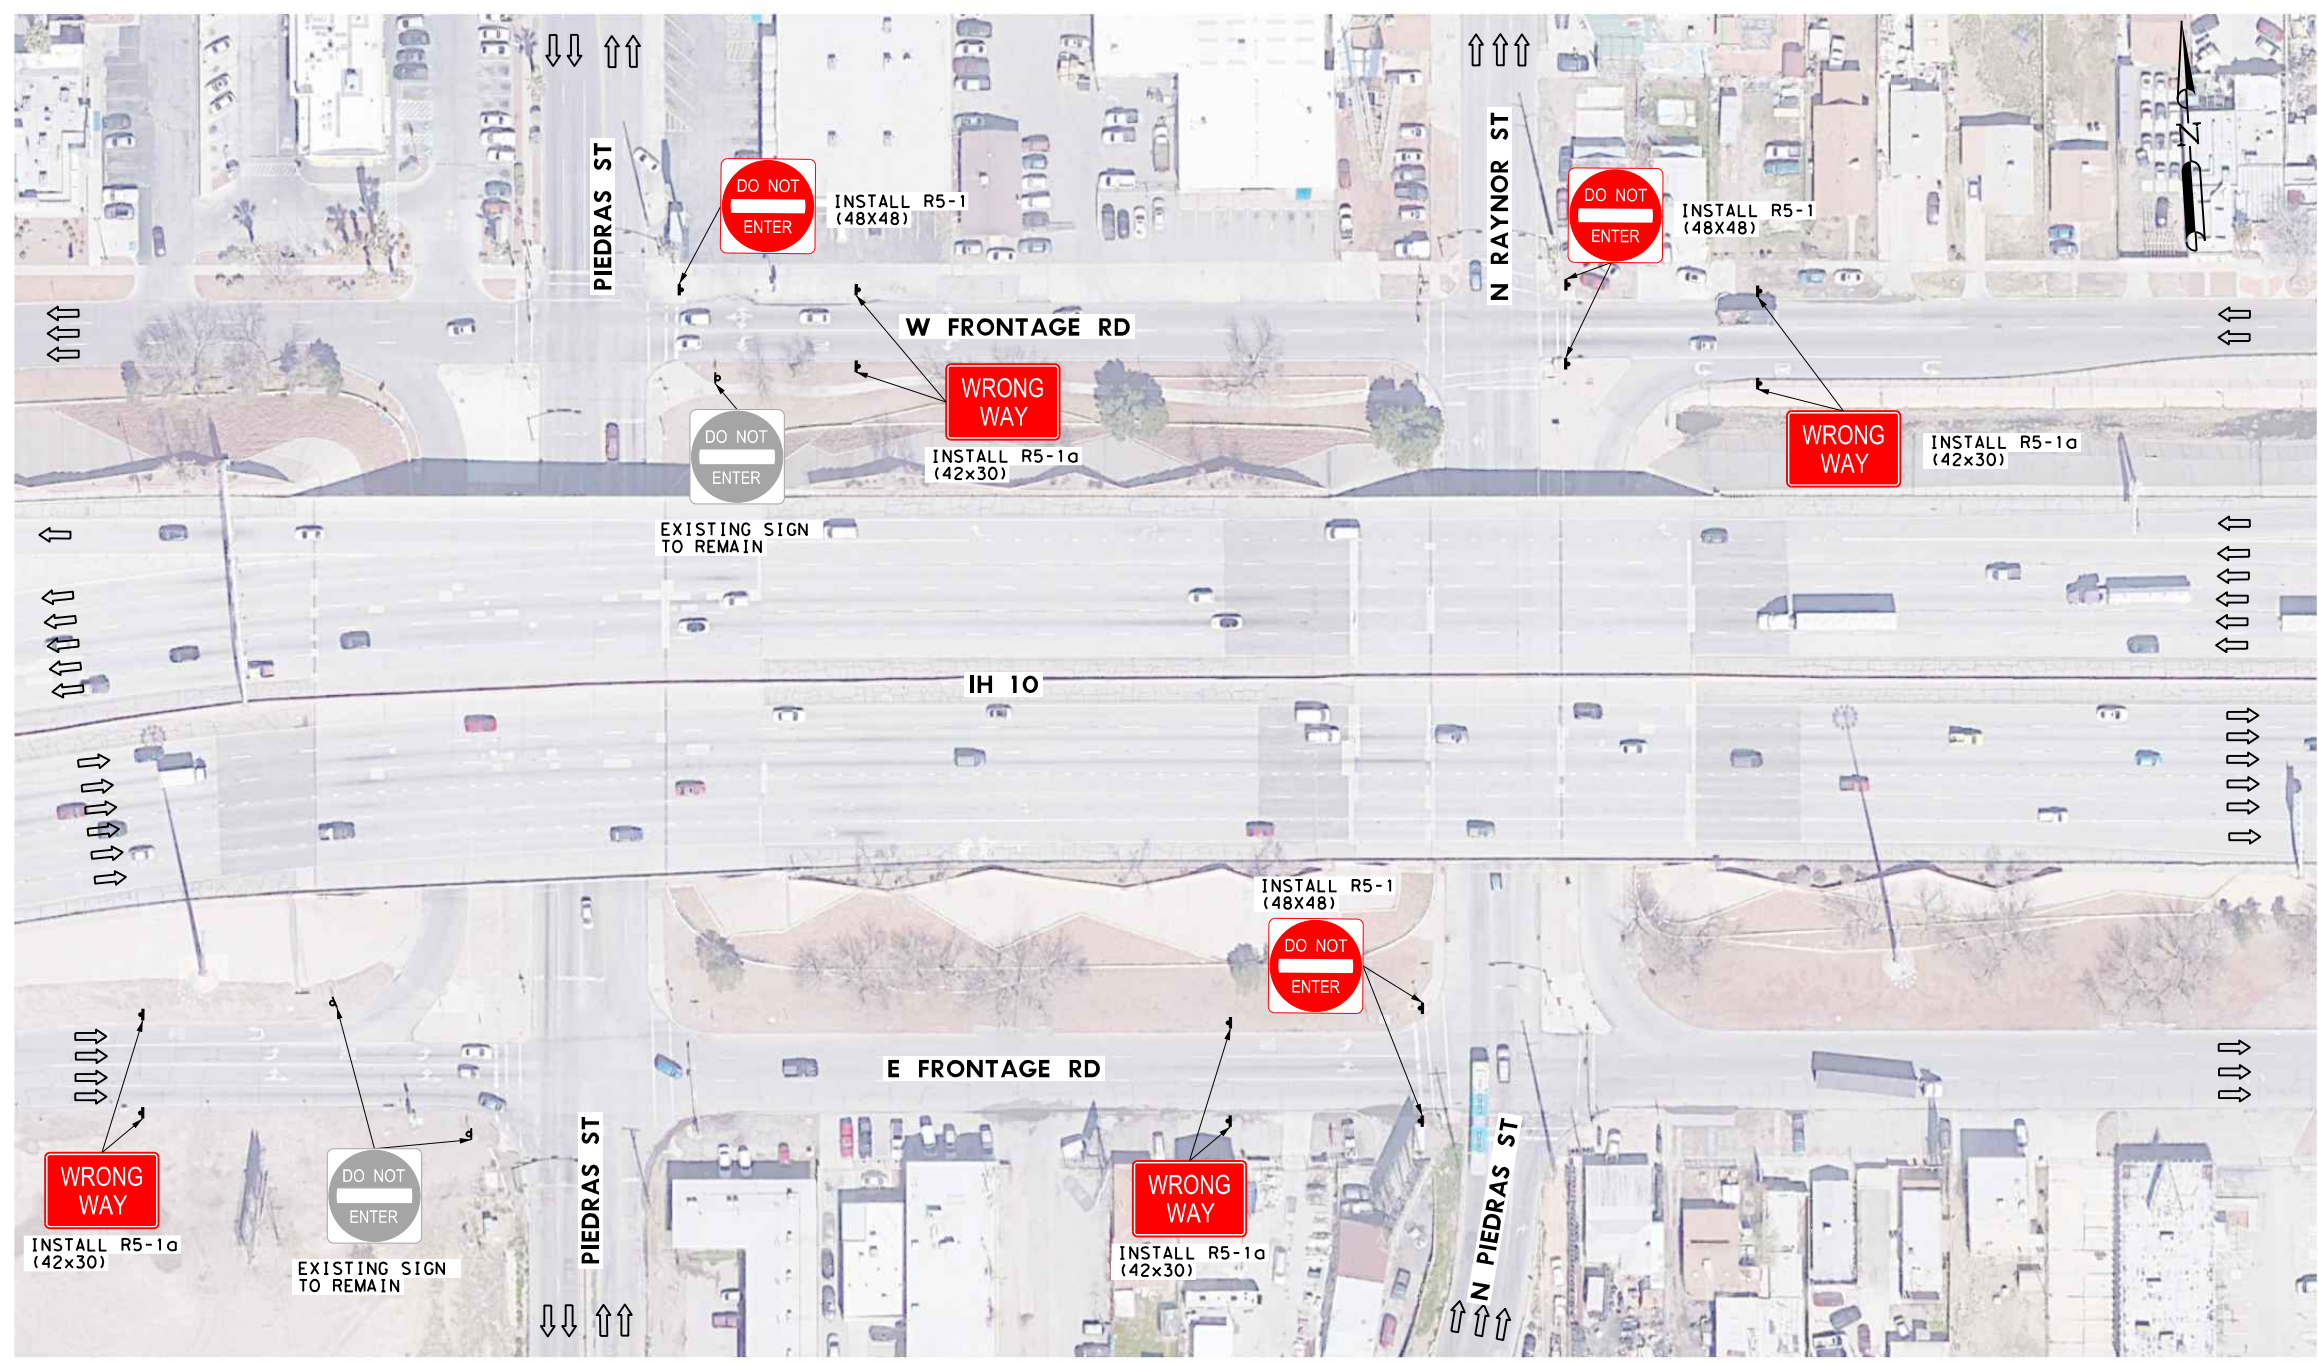 PIEDRAS ST
DO NOT
ENTER
INSTALL R5-1
(48X48)
N RAYNOR ST
DO NOT
ENTER
INSTALL R5-1
(48X48)
N
W FRONTAGE RD
WRONG
WAY
INSTALL R5-1a
(42x30)
DO NOT
ENTER
EXISTING SIGN
TO REMAIN
WRONG
WAY
INSTALL R5-1a
(42x30)
IH 10
INSTALL R5-1
(48X48)
DO NOT
ENTER
E FRONTAGE RD
WRONG
WAY
INSTALL R5-1a
(42x30)
DO NOT
ENTER
EXISTING SIGN
TO REMAIN
PIEDRAS ST
WRONG
WAY
INSTALL R5-1a
(42x30)
N PIEDRAS ST